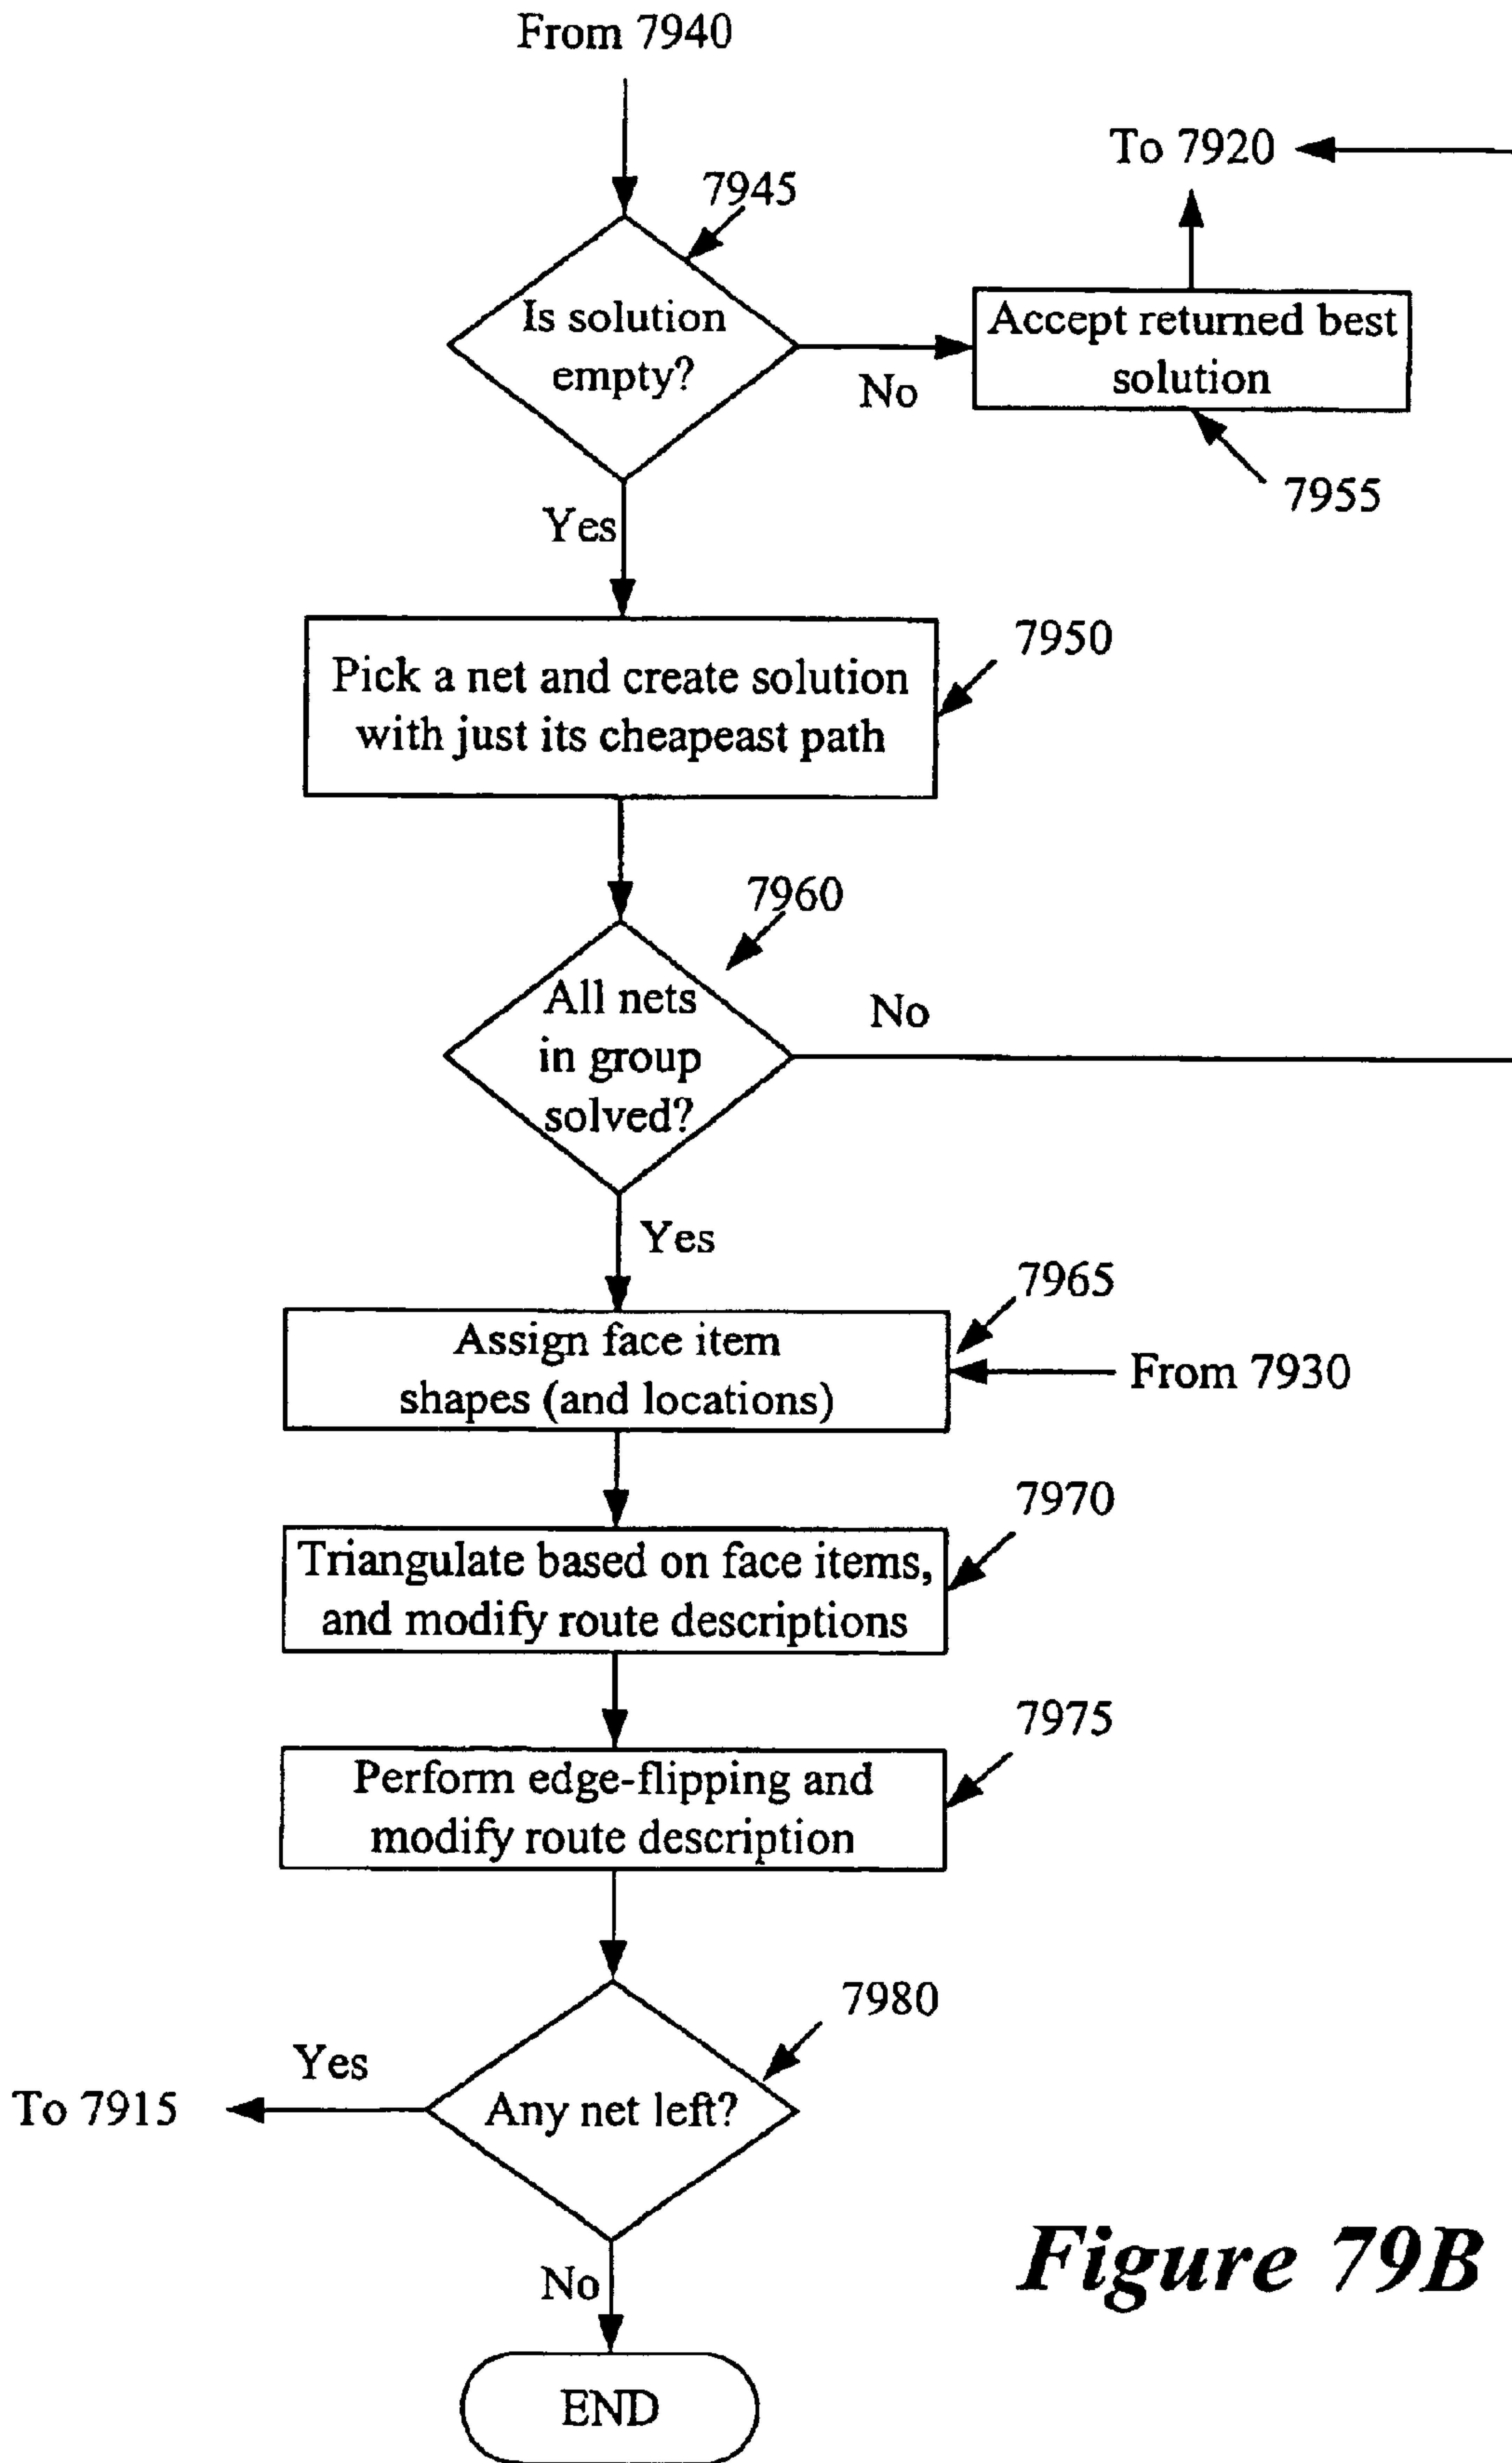 From 7940
To 7920
7945
Is solution
empty?
No
Accept returned best
solution
7955
Yes
7950
Pick a net and create solution
with just its cheapeast path
7960
All nets
in group
solved?
No
Yes
7965
Assign face item
shapes (and locations)
From 7930
7970
Triangulate based on face items,
and modify route descriptions
7975
Perform edge-flipping and
modify route description
7980
Yes
To 7915
Any net left?
No
Figure 79B
END